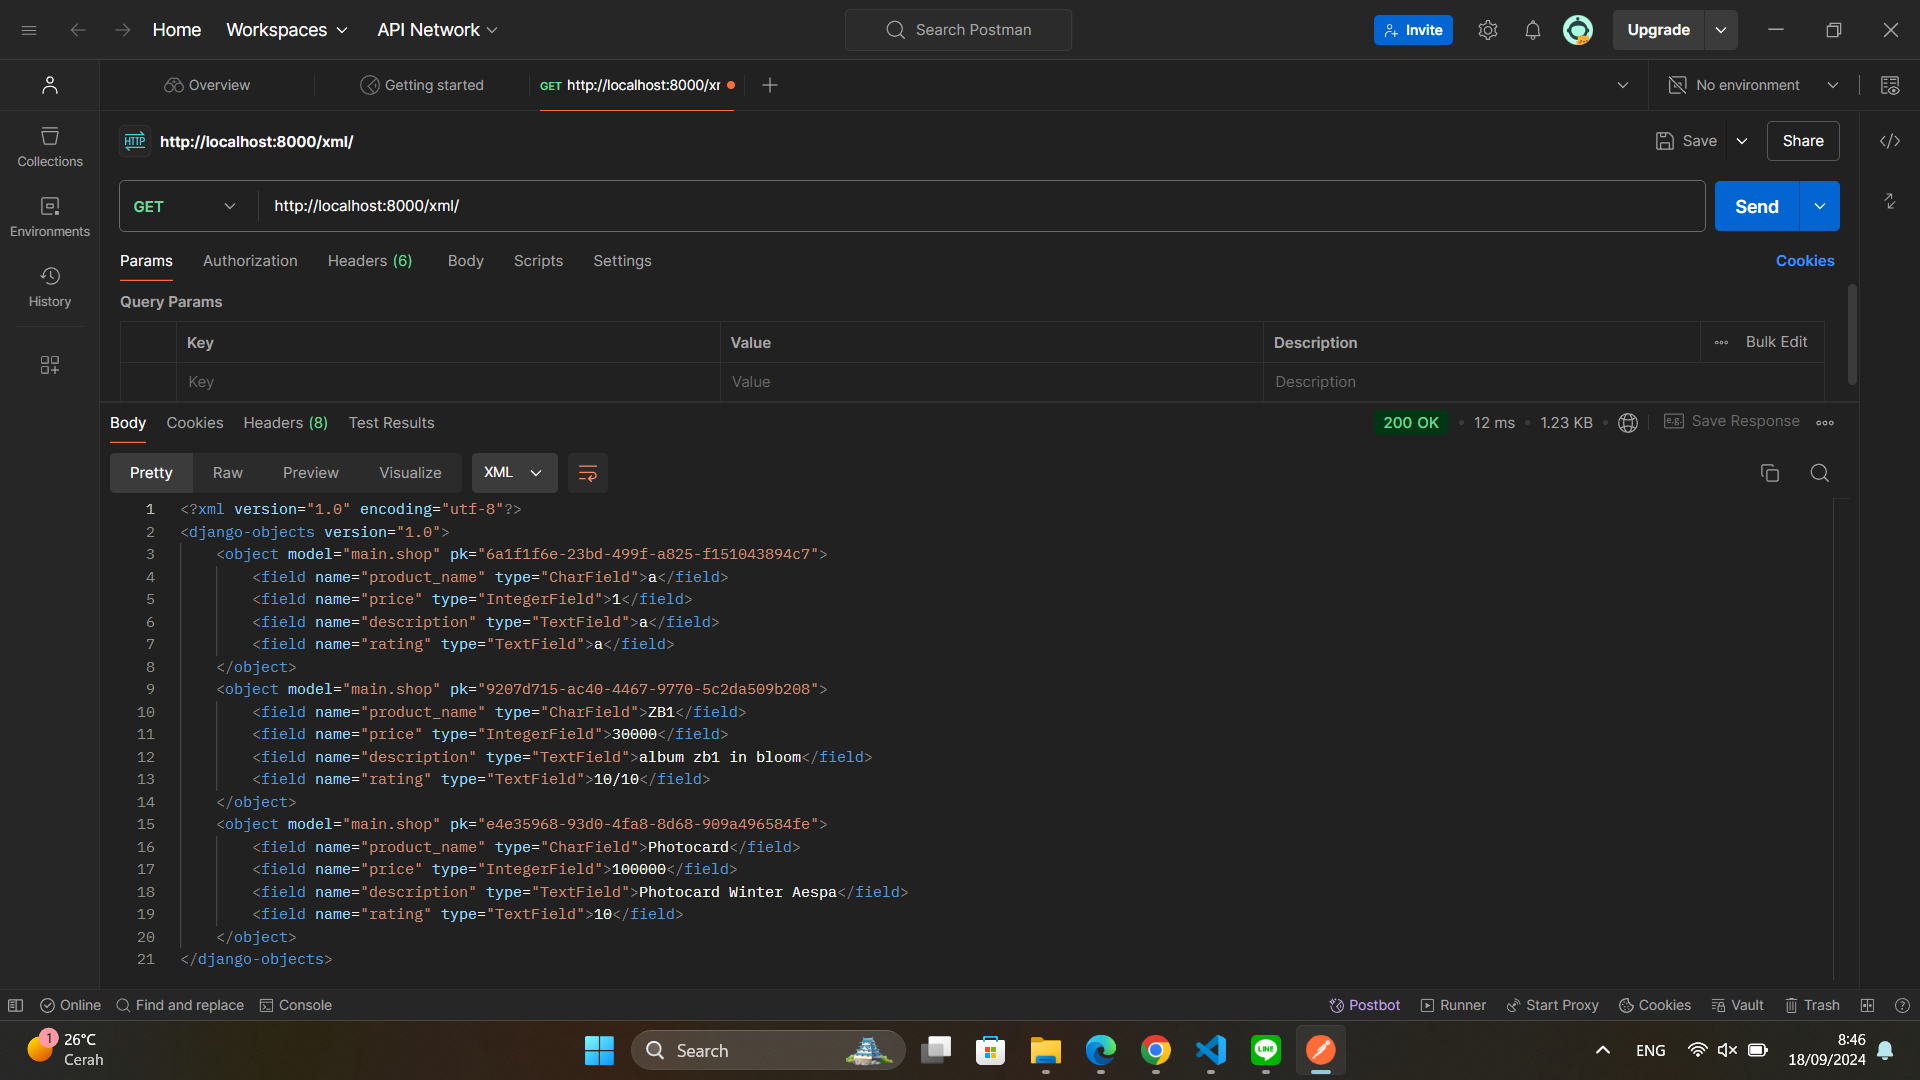 Home
Workspaces
API Network
Search Postman
Invite
Upgrade
Overview
Getting started
GET http://localhost:8000/xr
No environment
HTTP http://localhost:8000/xml/
Save
Share
Collections
Environments
History
GET
http://localhost:8000/xml/
Send
Params
Authorization
Headers (6)
Body
Scripts
Settings
Cookies
Query Params
Key
Value
Description
Bulk Edit
Key
Value
Description
Body
Cookies
Headers (8)
Test Results
200 OK
12 ms
1.23 KB
e.g.
Save Response
Pretty
Raw
Preview
Visualize
XML
1 <?xml version="1.0" encoding="utf-8"?>
2 <django-objects version="1.0">
3 <object model="main.shop" pk="6a1f1f6e-23bd-499f-a825-f151043894c7">
4 <field name="product_name" type="CharField">a</field>
5 <field name="price" type="IntegerField">1</field>
6 <field name="description" type="TextField">a</field>
7 <field name="rating" type="TextField">a</field>
8 </object>
9 <object model="main.shop" pk="9207d715-ac40-4467-9770-5c2da509b208">
10 <field name="product_name" type="CharField">ZB1</field>
11 <field name="price" type="IntegerField">30000</field>
12 <field name="description" type="TextField">album zb1 in bloom</field>
13 <field name="rating" type="TextField">10/10</field>
14 </object>
15 <object model="main.shop" pk="e4e35968-93d0-4fa8-8d68-909a496584fe">
16 <field name="product_name" type="CharField">Photocard</field>
17 <field name="price" type="IntegerField">100000</field>
18 <field name="description" type="TextField">Photocard Winter Aespa</field>
19 <field name="rating" type="TextField">10</field>
20 </object>
21 </django-objects>
Online
Find and replace
Console
Postbot
Runner
Start Proxy
Cookies
Vault
Trash
1
26°C
Cerah
Search
LINE
ENG
8:46
18/09/2024